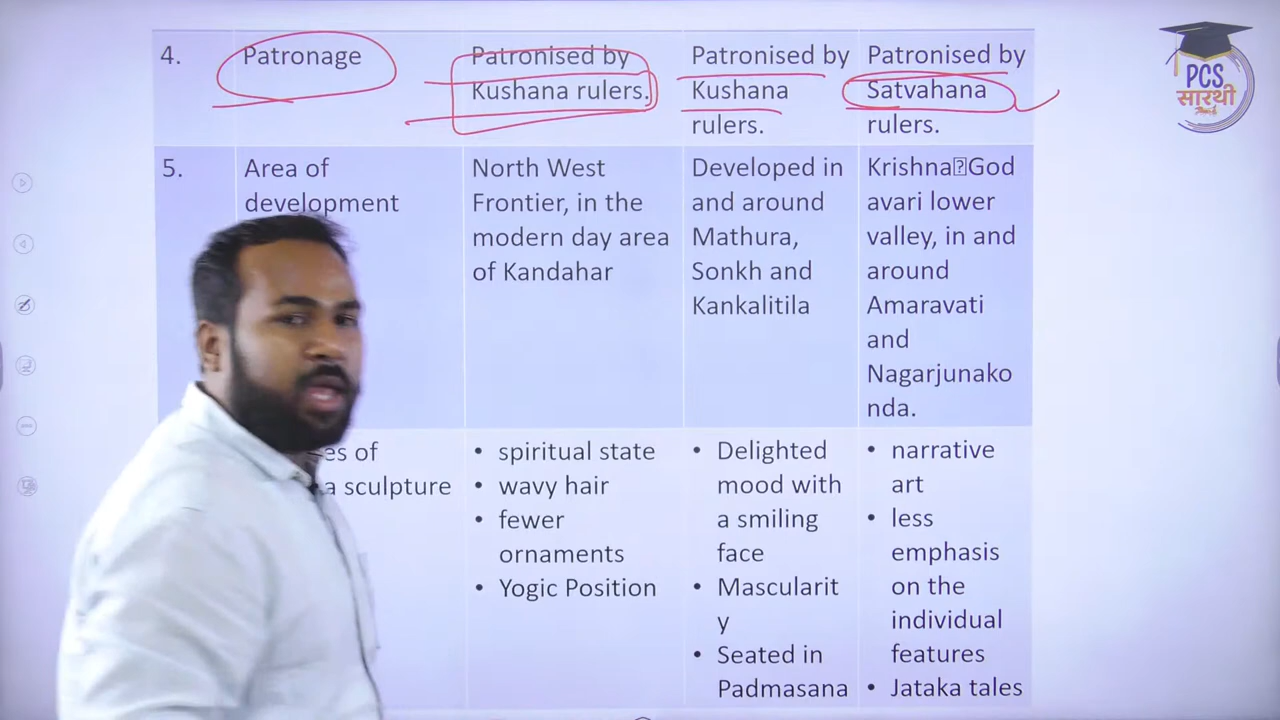 4.
Patronage
Patronised by
Kushana rulers.
Patronised by
Kushana
rulers.
Patronised by
Satvahana
rulers.
5.
Area of
development
North West
Frontier, in the
modern day area
of Kandahar
Developed in
and around
Mathura,
Sonkh and
Kankalitila
Krishna⍰God
avari lower
valley, in and
around
Amaravati
and
Nagarjunako
nda.
es of
a sculpture
• spiritual state
• wavy hair
• fewer
ornaments
• Yogic Position
• Delighted
mood with
a smiling
face
• Mascularit
y
• Seated in
Padmasana
• narrative
art
• less
emphasis
on the
individual
features
• Jataka tales
PCS
सारथी